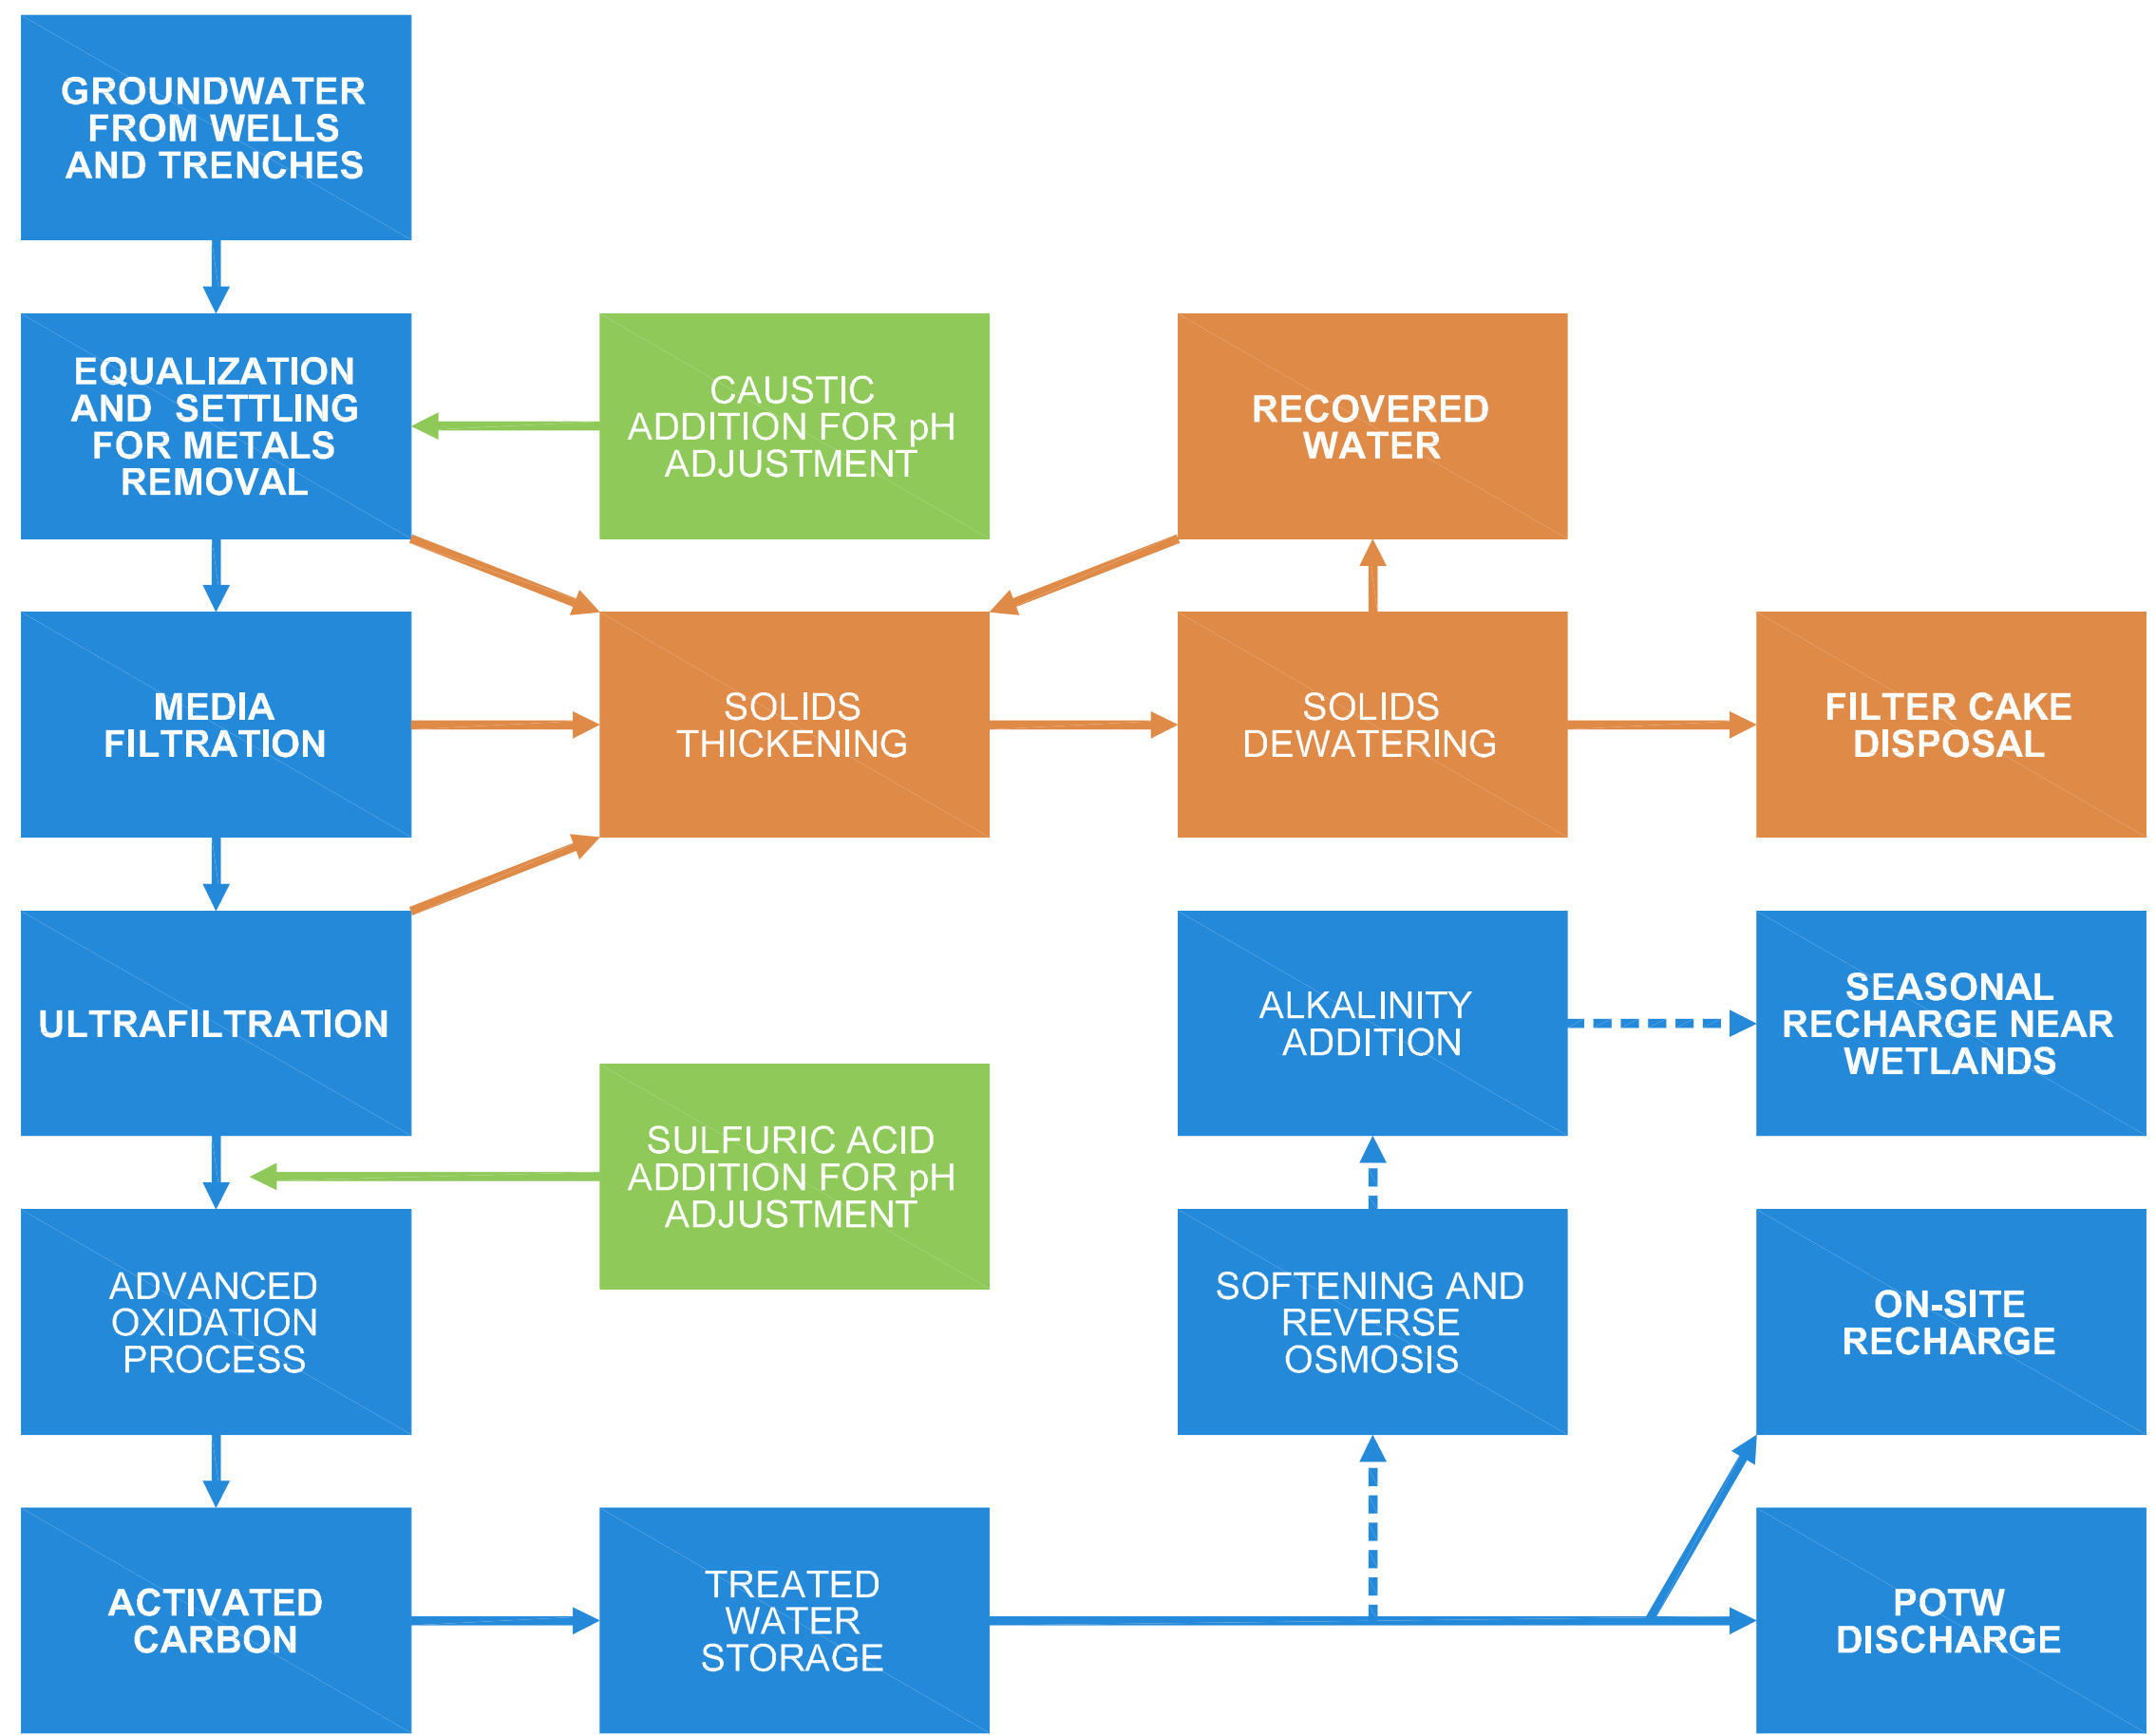 GROUNDWATER
FROM WELLS
AND TRENCHES
EQUALIZATION
AND SETTLING
FOR METALS
REMOVAL
CAUSTIC
ADDITION FOR pH
ADJUSTMENT
RECOVERED
WATER
MEDIA
FILTRATION
SOLIDS
THICKENING
SOLIDS
DEWATERING
FILTER CAKE
DISPOSAL
ULTRAFILTRATION
ALKALINITY
ADDITION
SEASONAL
RECHARGE NEAR
WETLANDS
SULFURIC ACID
ADDITION FOR pH
ADJUSTMENT
ADVANCED
OXIDATION
PROCESS
SOFTENING AND
REVERSE
OSMOSIS
ON-SITE
RECHARGE
ACTIVATED
CARBON
TREATED
WATER
STORAGE
POTW
DISCHARGE